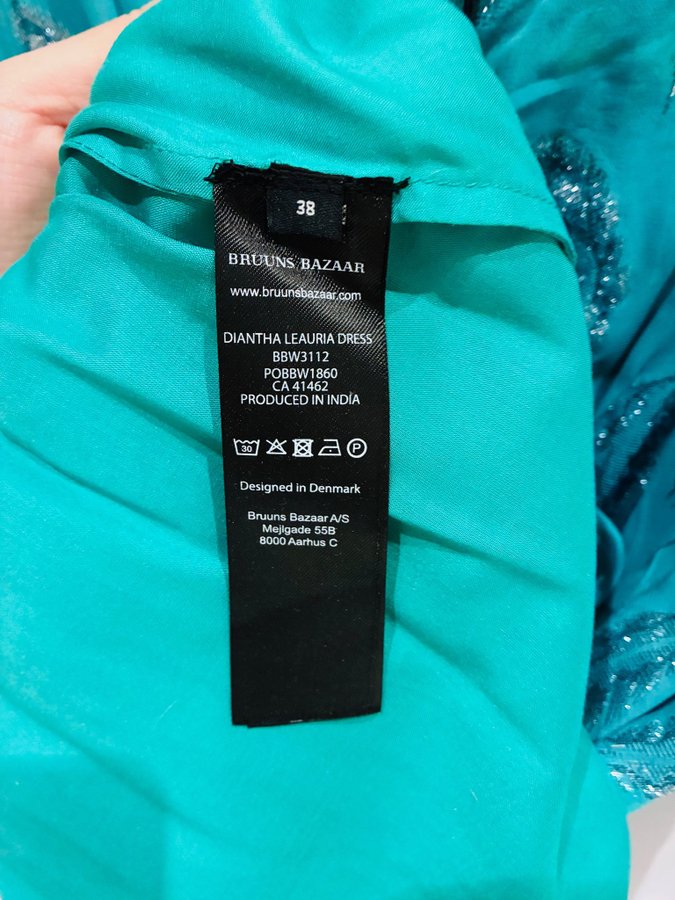 38
BRUUNS BAZAAR
www.bruunsbazaar.com
DIANTHA LEAURIA DRESS
BBW3112
POBBW1860
CA 41462
PRODUCED IN INDIA
30 P
Designed in Denmark
Bruuns Bazaar A/S
Mejlgade 55B
8000 Aarhus C